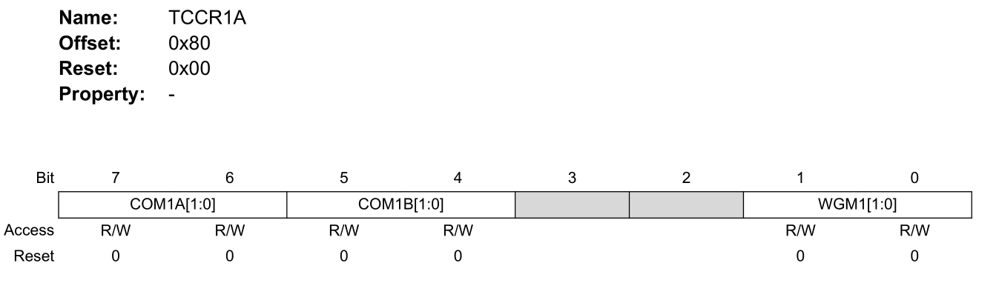 Name: TCCR1A
Offset: 0x80
Reset: 0x00
Property: -
Bit 7 6 5 4 3 2 1 0
COM1A[1:0] COM1B[1:0] WGM1[1:0]
Access R/W R/W R/W R/W R/W R/W
Reset 0 0 0 0 0 0